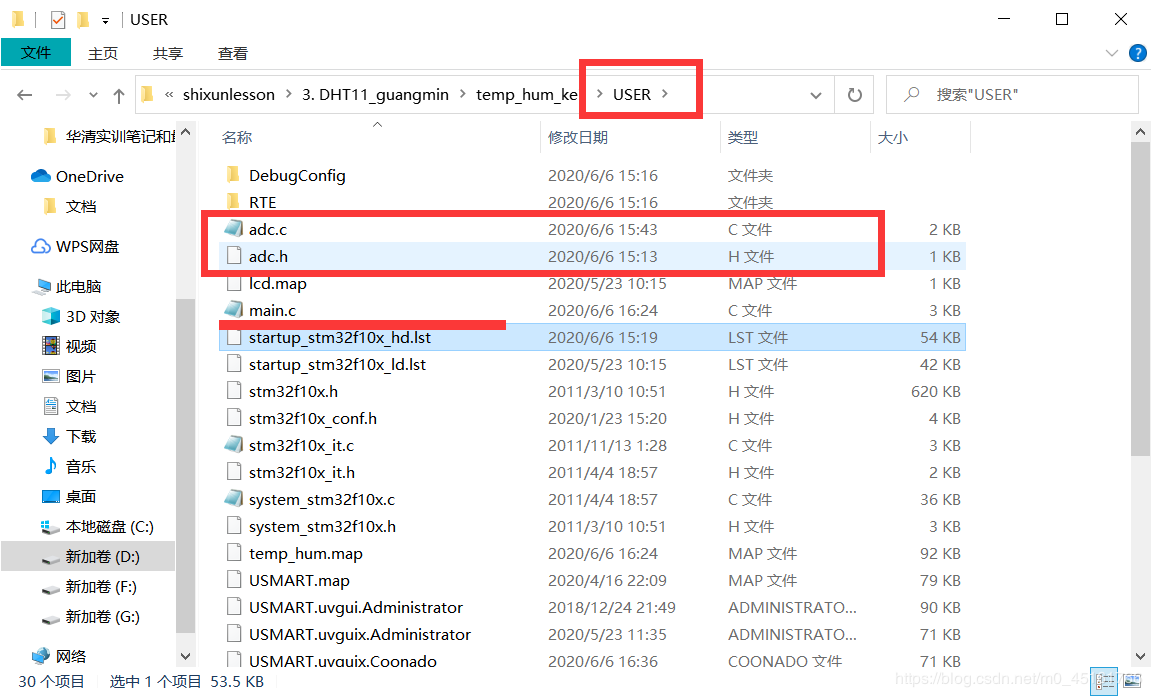 USER
文件 主页 共享 查看
« shixunlesson › 3. DHT11_guangmin › temp_hum_ke › USER › 搜索"USER"
华清实训笔记和
OneDrive
文档
WPS网盘
此电脑
3D 对象
视频
图片
文档
下载
音乐
桌面
本地磁盘 (C:)
新加卷 (D:)
新加卷 (F:)
新加卷 (G:)
网络
名称 修改日期 类型 大小
DebugConfig 2020/6/6 15:16 文件夹
RTE 2020/6/6 15:16 文件夹
adc.c 2020/6/6 15:43 C 文件 2 KB
adc.h 2020/6/6 15:13 H 文件 1 KB
lcd.map 2020/5/23 10:15 MAP 文件 1 KB
main.c 2020/6/6 16:24 C 文件 3 KB
startup_stm32f10x_hd.lst 2020/6/6 15:19 LST 文件 54 KB
startup_stm32f10x_ld.lst 2020/5/23 10:15 LST 文件 42 KB
stm32f10x.h 2011/3/10 10:51 H 文件 620 KB
stm32f10x_conf.h 2020/1/23 15:20 H 文件 4 KB
stm32f10x_it.c 2011/11/13 1:28 C 文件 3 KB
stm32f10x_it.h 2011/4/4 18:57 H 文件 2 KB
system_stm32f10x.c 2011/4/4 18:57 C 文件 36 KB
system_stm32f10x.h 2011/3/10 10:51 H 文件 3 KB
temp_hum.map 2020/6/6 16:24 MAP 文件 92 KB
USMART.map 2020/4/16 22:09 MAP 文件 79 KB
USMART.uvgui.Administrator 2018/12/24 21:49 ADMINISTRATO... 90 KB
USMART.uvguix.Administrator 2020/5/23 11:35 ADMINISTRATO... 71 KB
USMART.uvguix.Coonado 2020/6/6 16:36 COONADO 文件 71 KB
30 个项目 选中 1 个项目 53.5 KB